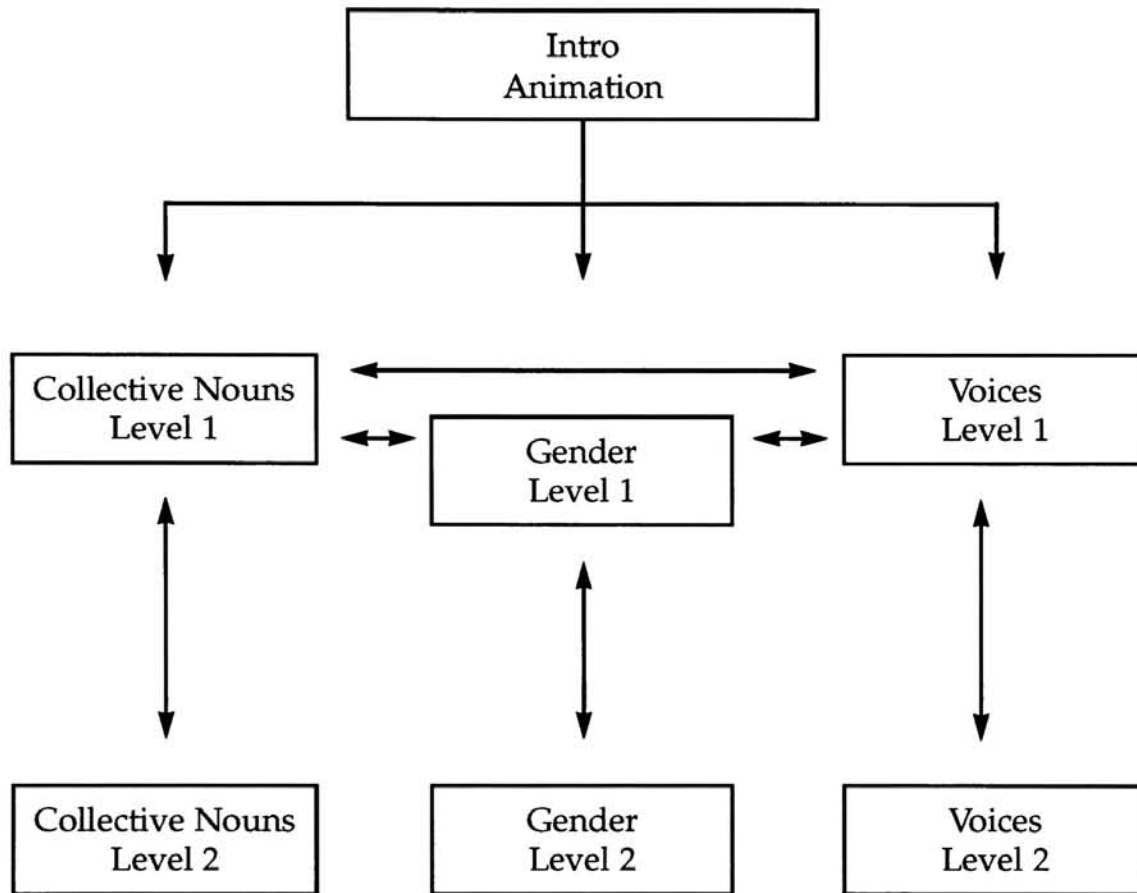 Intro
Animation
Collective Nouns
Level 1
Gender
Level 1
Voices
Level 1
Collective Nouns
Level 2
Gender
Level 2
Voices
Level 2